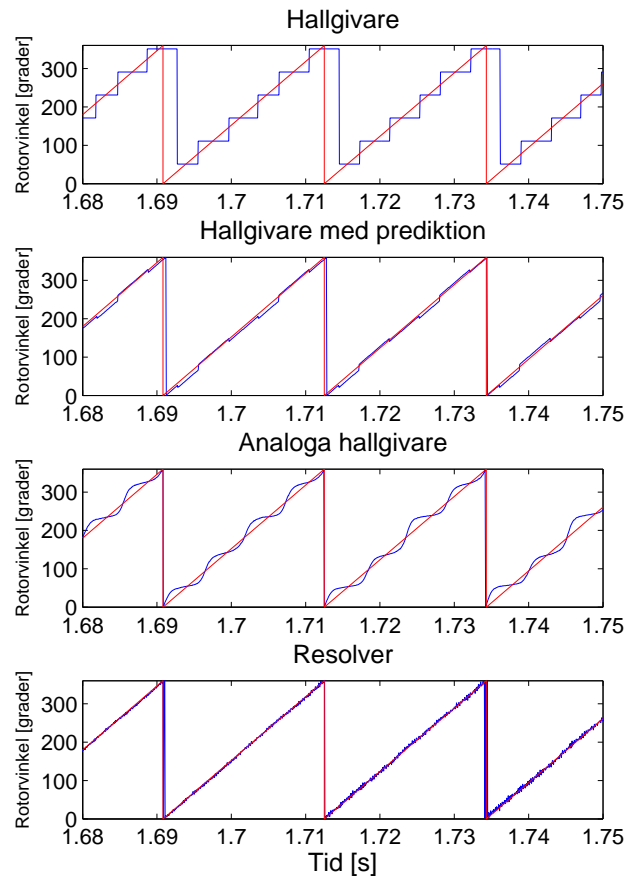 Hallgivare
Rotorvinkel [grader]
300
200
100
0
1.68 1.69 1.7 1.71 1.72 1.73 1.74 1.75
Hallgivare med prediktion
Rotorvinkel [grader]
300
200
100
0
1.68 1.69 1.7 1.71 1.72 1.73 1.74 1.75
Analoga hallgivare
Rotorvinkel [grader]
300
200
100
0
1.68 1.69 1.7 1.71 1.72 1.73 1.74 1.75
Resolver
Rotorvinkel [grader]
300
200
100
0
1.68 1.69 1.7 1.71 1.72 1.73 1.74 1.75
Tid [s]